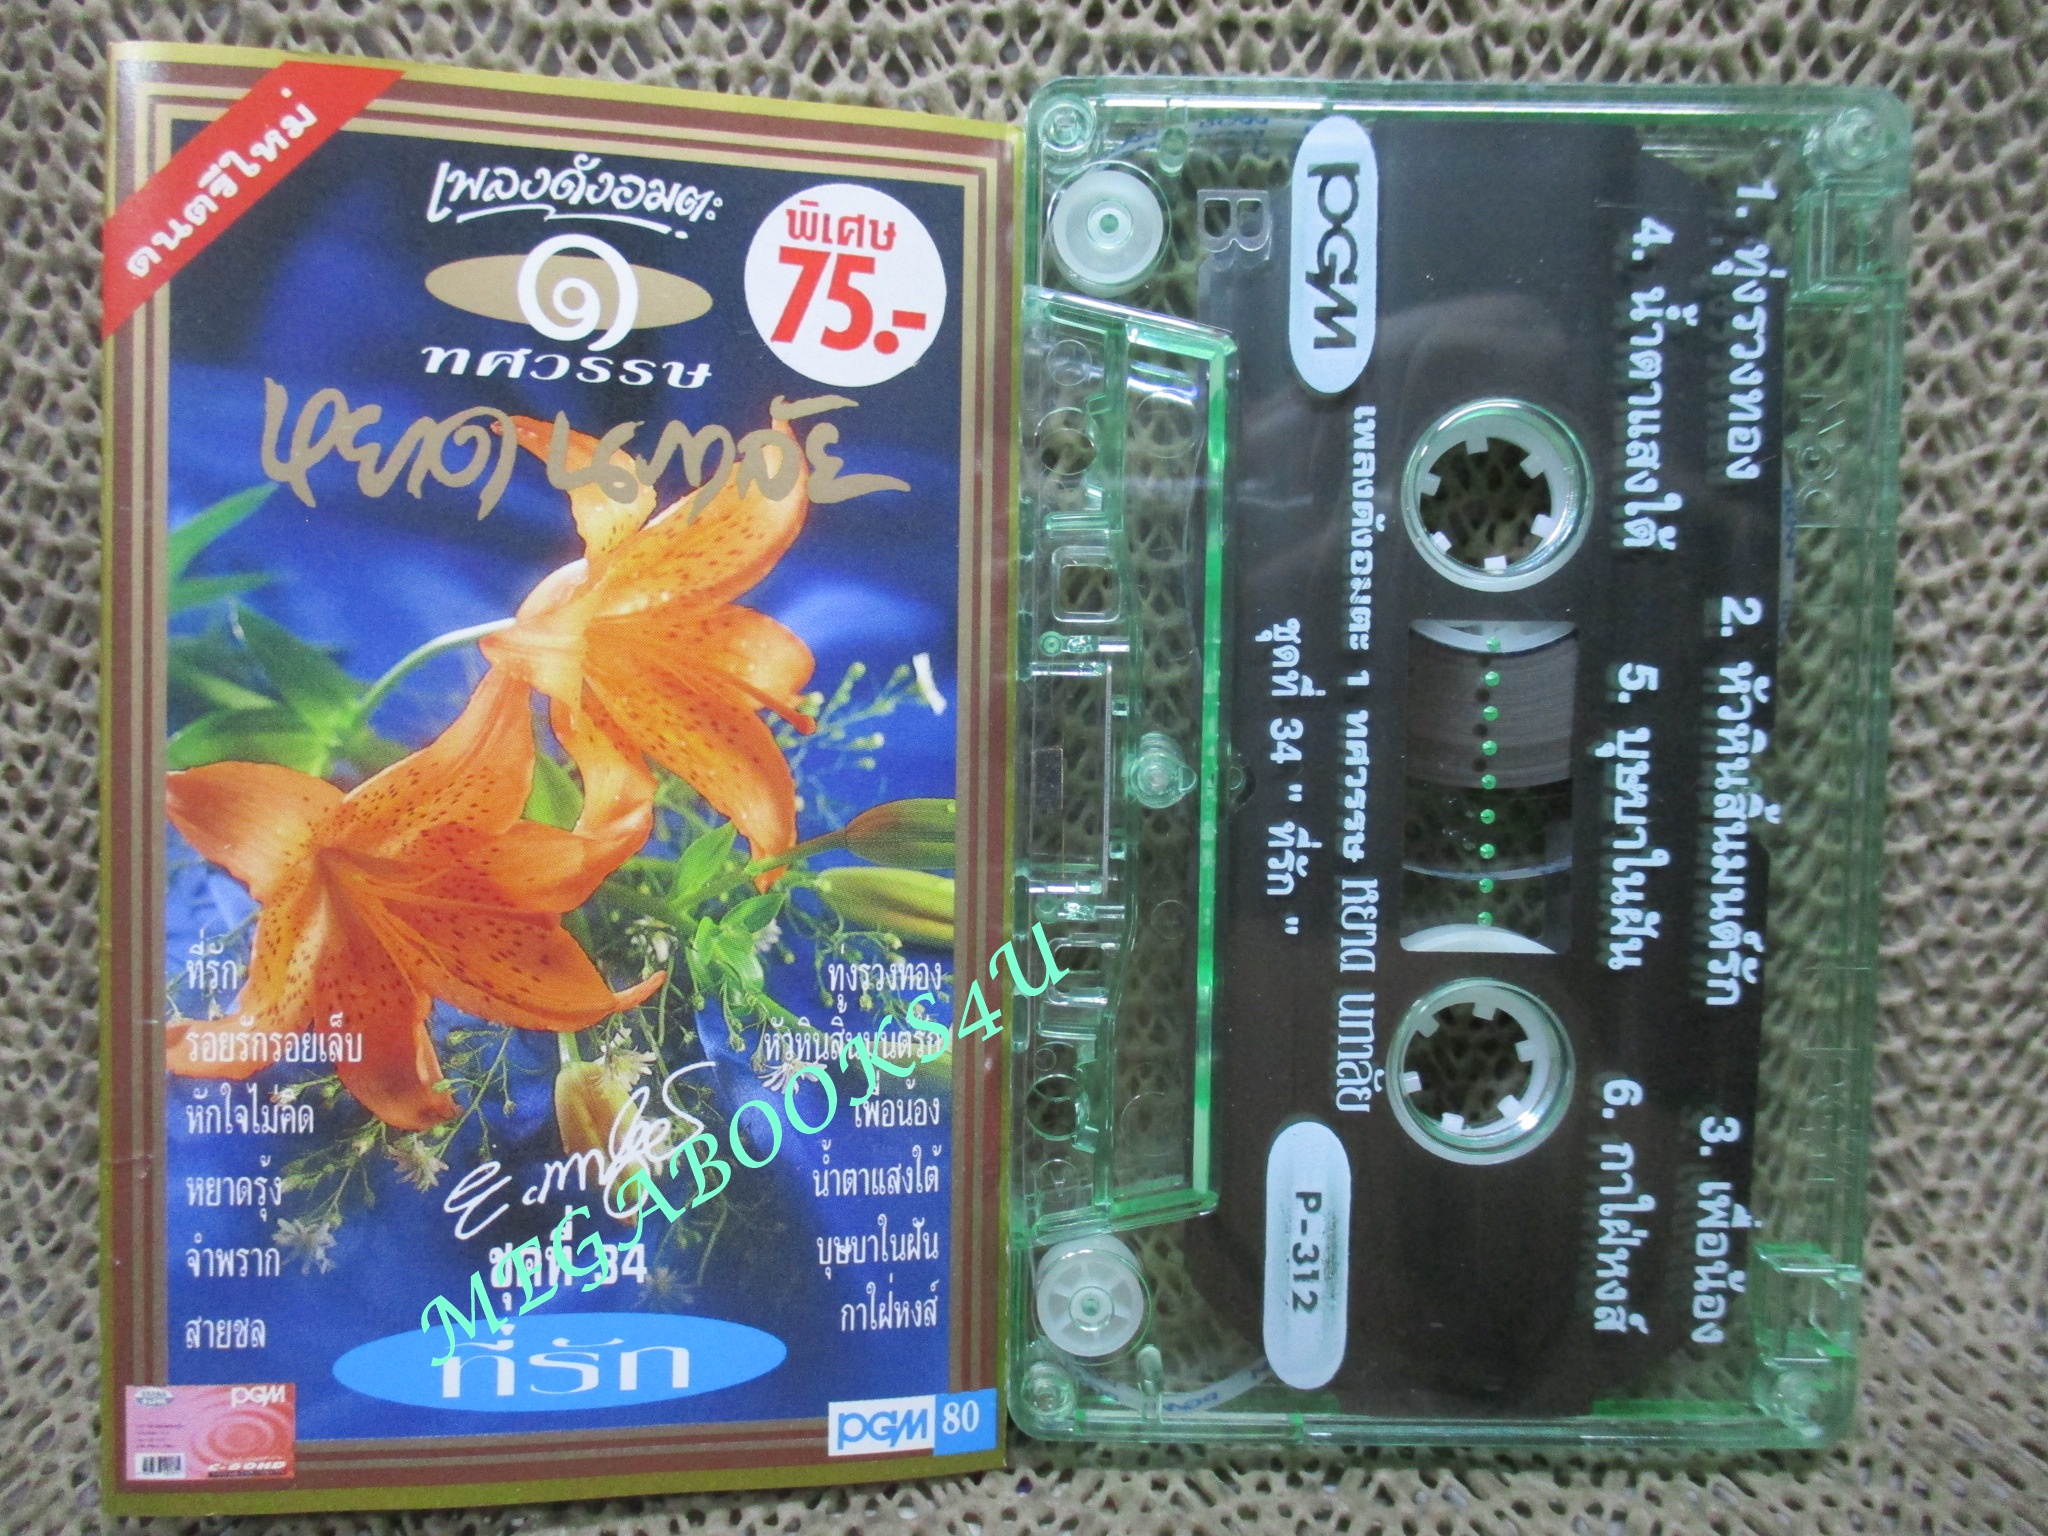 ดนตรีใหม่
เพลงดังอมตะ
๑
ทศวรรษ
พิเศษ
75.-
หยาด นภาลัย
ที่รัก
รอยรักรอยเล็บ
หักใจไม่คิด
หยาดรุ้ง
จำพราก
สายชล
ทุ่งรวงทอง
หัวหินสิ้นมนต์รัก
เพื่อน้อง
น้ำตาแสงใต้
บุษบาในฝัน
กาใฝ่หงส์
ชุดที่ 34
ที่รัก
PGM
PGM 80
MEGABOOKS4U
B
PGM
เพลงดังอมตะ 1 ทศวรรษ หยาด นภาลัย
ชุดที่ 34 " ที่รัก "
P-312
1. ทุ่งรวงทอง 2. หัวหินสิ้นมนต์รัก 3. เพื่อน้อง
4. น้ำตาแสงใต้ 5. บุษบาในฝัน 6. กาใฝ่หงส์